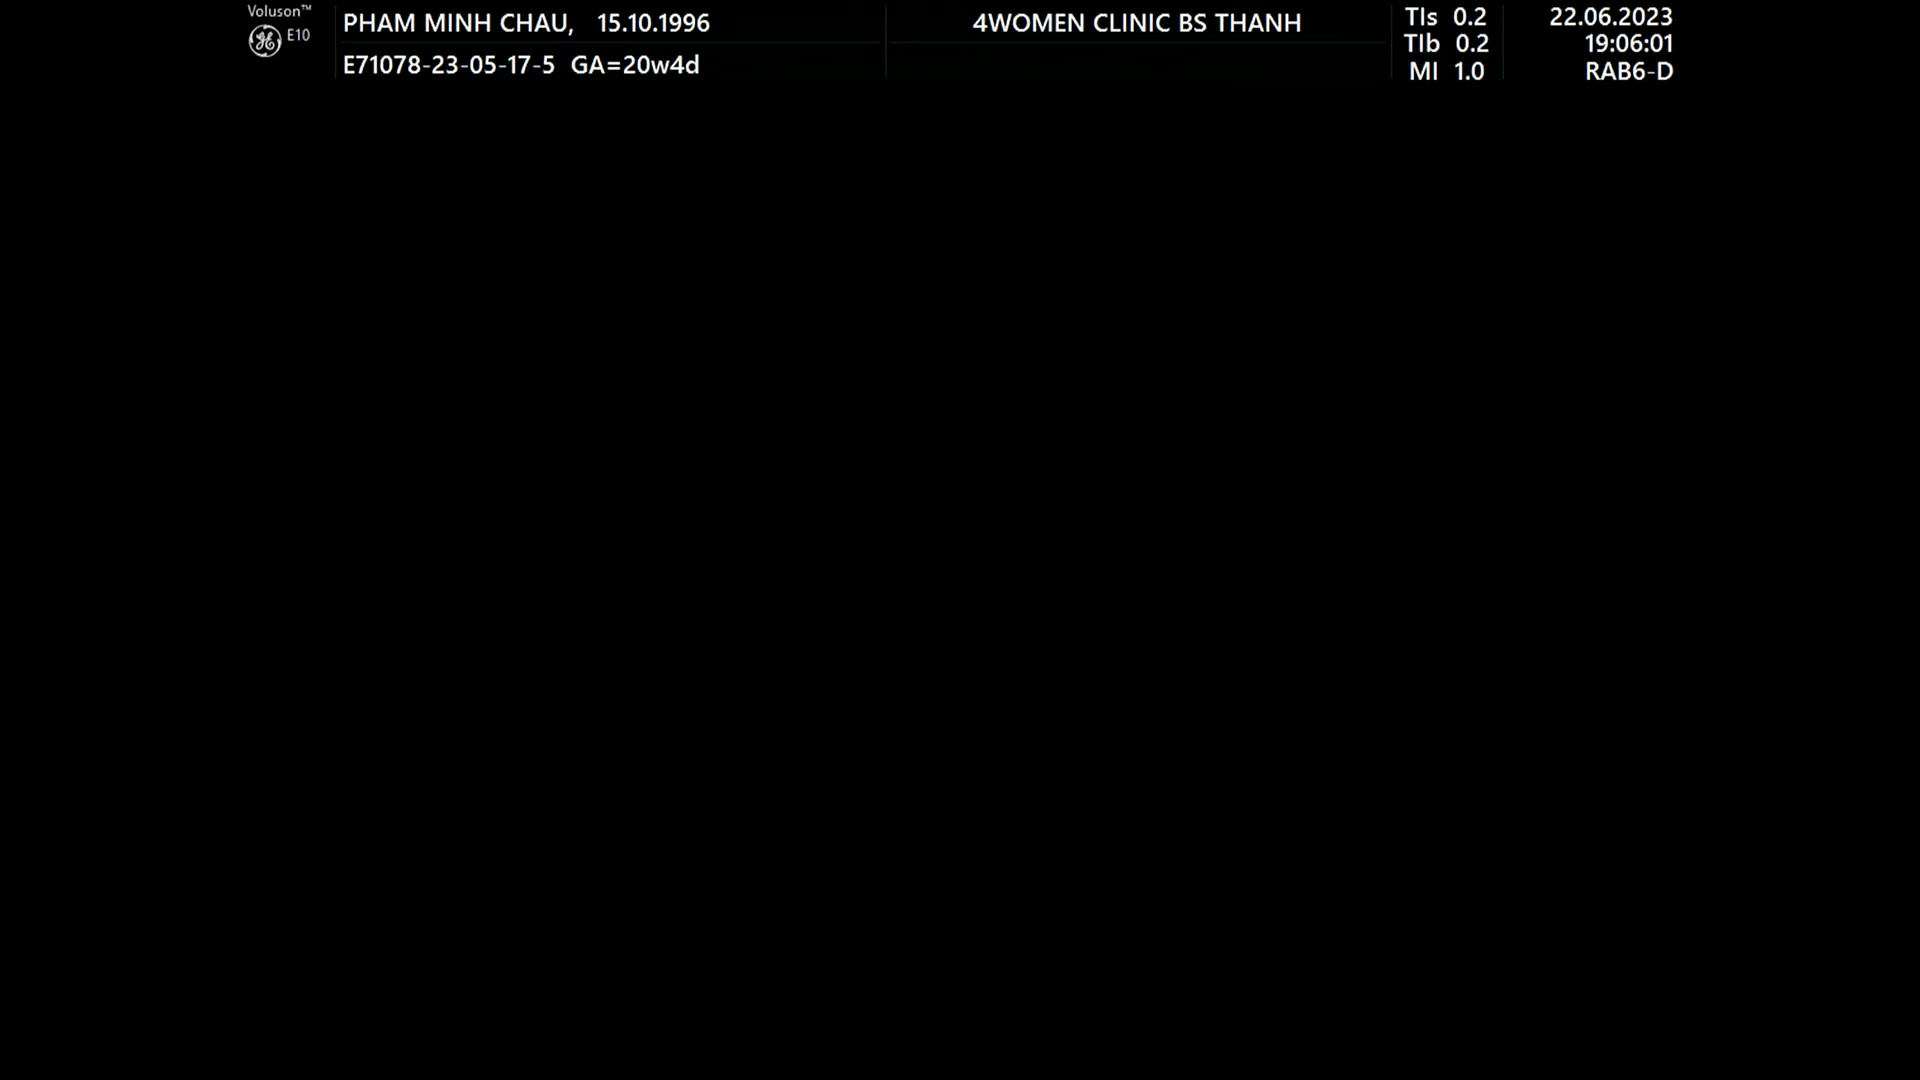 Voluson™
E10
PHAM MINH CHAU, 15.10.1996
E71078-23-05-17-5 GA=20w4d
4WOMEN CLINIC BS THANH
TIs 0.2
TIb 0.2
MI 1.0
22.06.2023
19:06:01
RAB6-D